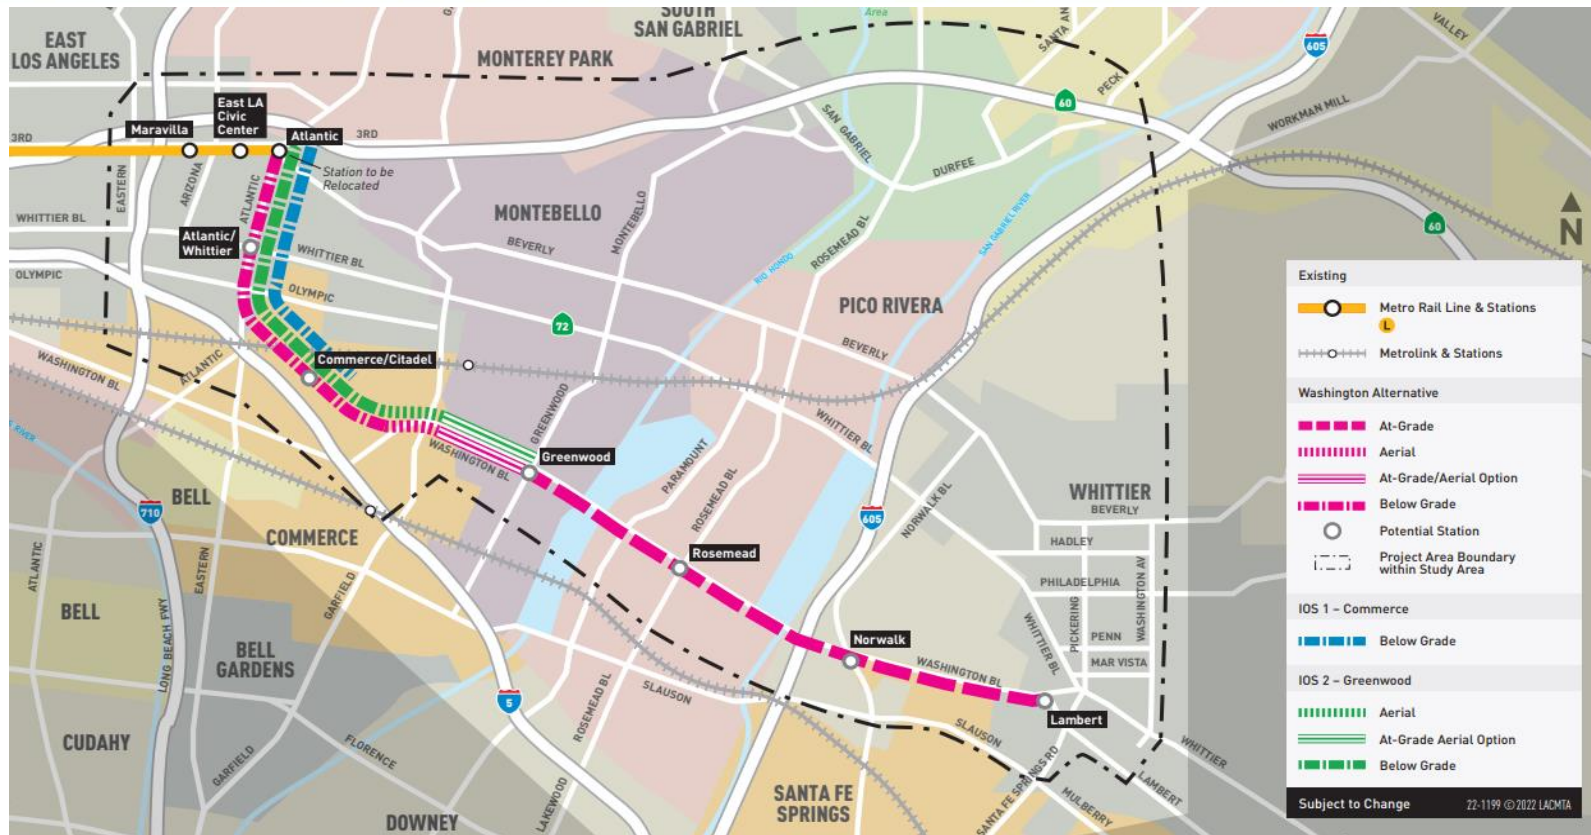 EAST
LOS ANGELES
SOUTH
SAN GABRIEL
Area
SANTA AN
VALLEY
605
MONTEREY PARK
PECK
60
WORKMAN MILL
East LA
Civic
Center
Maravilla
Atlantic
3RD
3RD
SAN GABRIEL
DURFEE
Station to be
Relocated
EASTERN
ARIZONA
ATLANTIC
WHITTIER BL
MONTEBELLO
MONTEBELLO
ROSEMEAD BL
SAN GABRIEL RIVER
60
N
Atlantic/
Whittier
BEVERLY
WHITTIER BL
RIO HONDO
OLYMPIC
OLYMPIC
PICO RIVERA
72
BEVERLY
WASHINGTON BL
ATLANTIC
Commerce/Citadel
GREENWOOD
WHITTIER BL
RIVER
WASHINGTON BL
Greenwood
PARAMOUNT
ROSEMEAD BL
NORWALK BL
WHITTIER
BEVERLY
BELL
710
605
COMMERCE
HADLEY
Rosemead
ATLANTIC
EASTERN
GARFIELD
PHILADELPHIA
WASHINGTON AV
PICKERING
BELL
LONG BEACH FWY
BELL
GARDENS
Norwalk
WHITTIER BL
PENN
MAR VISTA
WASHINGTON BL
SLAUSON
5
ROSEMEAD BL
Lambert
CUDAHY
GARFIELD
FLORENCE
SLAUSON
WHITTIER
SANTA FE SPRINGS RD
LAMBERT
MULBERRY
LAKEWOOD
SANTA FE
SPRINGS
DOWNEY
Existing
Metro Rail Line & Stations
L
Metrolink & Stations
Washington Alternative
At-Grade
Aerial
At-Grade/Aerial Option
Below Grade
Potential Station
Project Area Boundary
within Study Area
IOS 1 – Commerce
Below Grade
IOS 2 – Greenwood
Aerial
At-Grade Aerial Option
Below Grade
Subject to Change 22-1199 ©2022 LACMTA